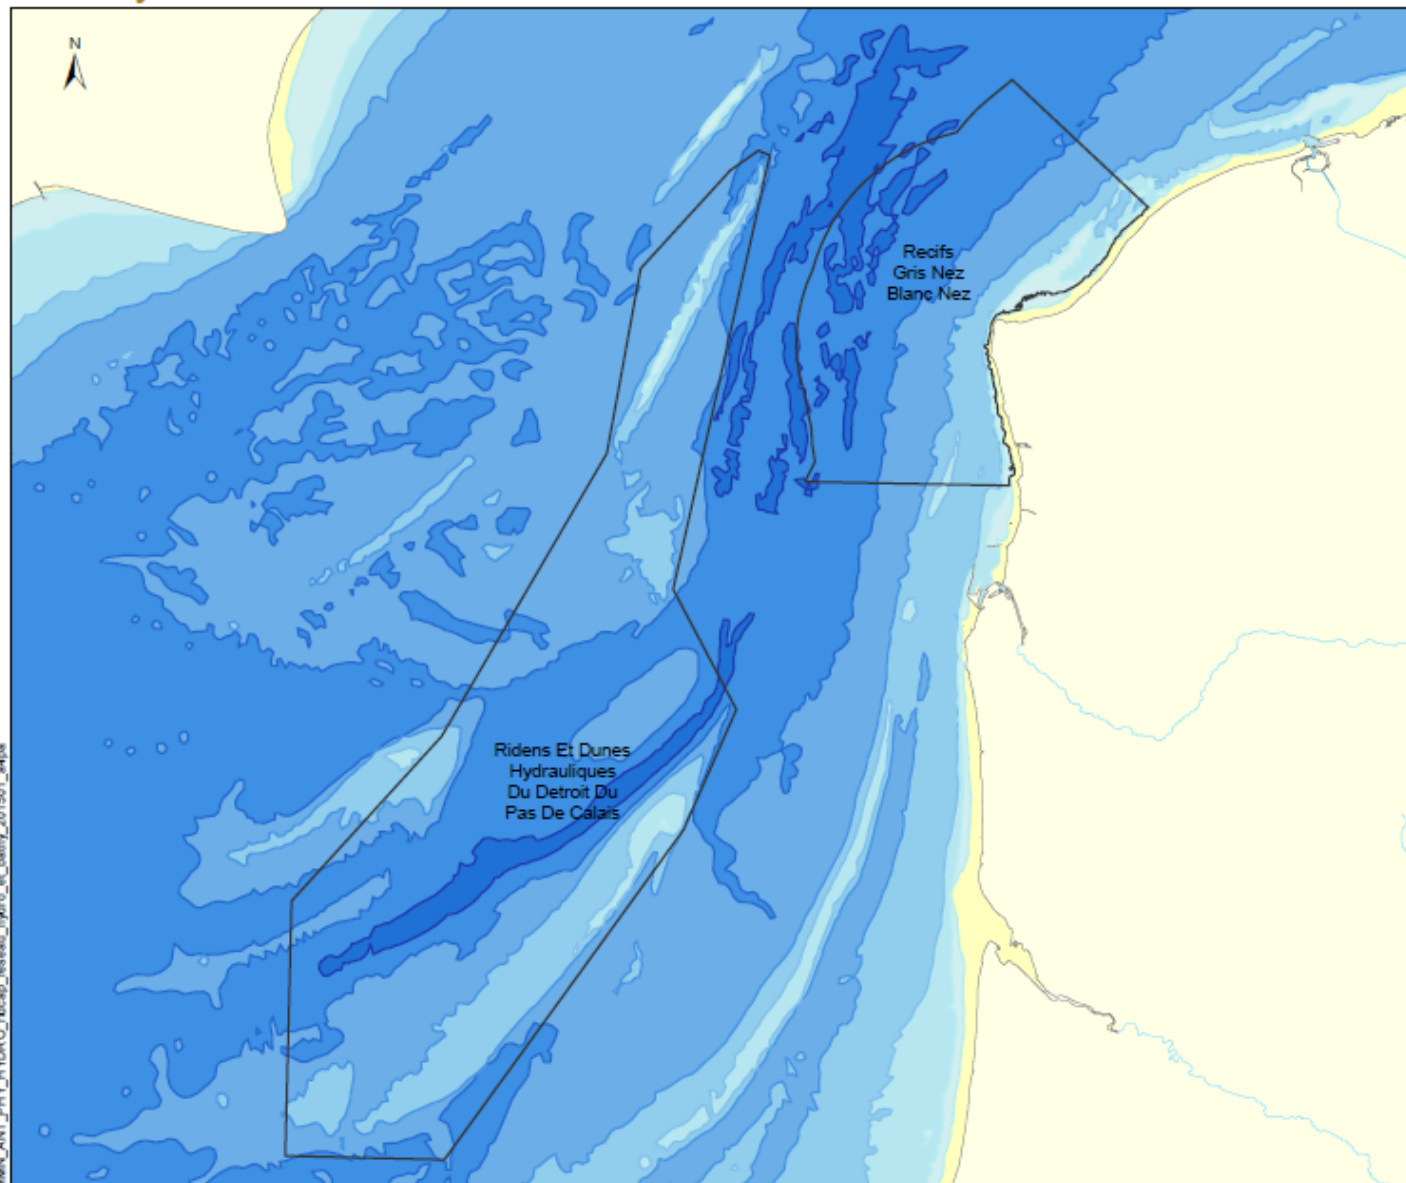 N
Recifs
Gris Nez
Blanc Nez
Ridens Et Dunes
Hydrauliques
Du Detroit Du
Pas De Calais